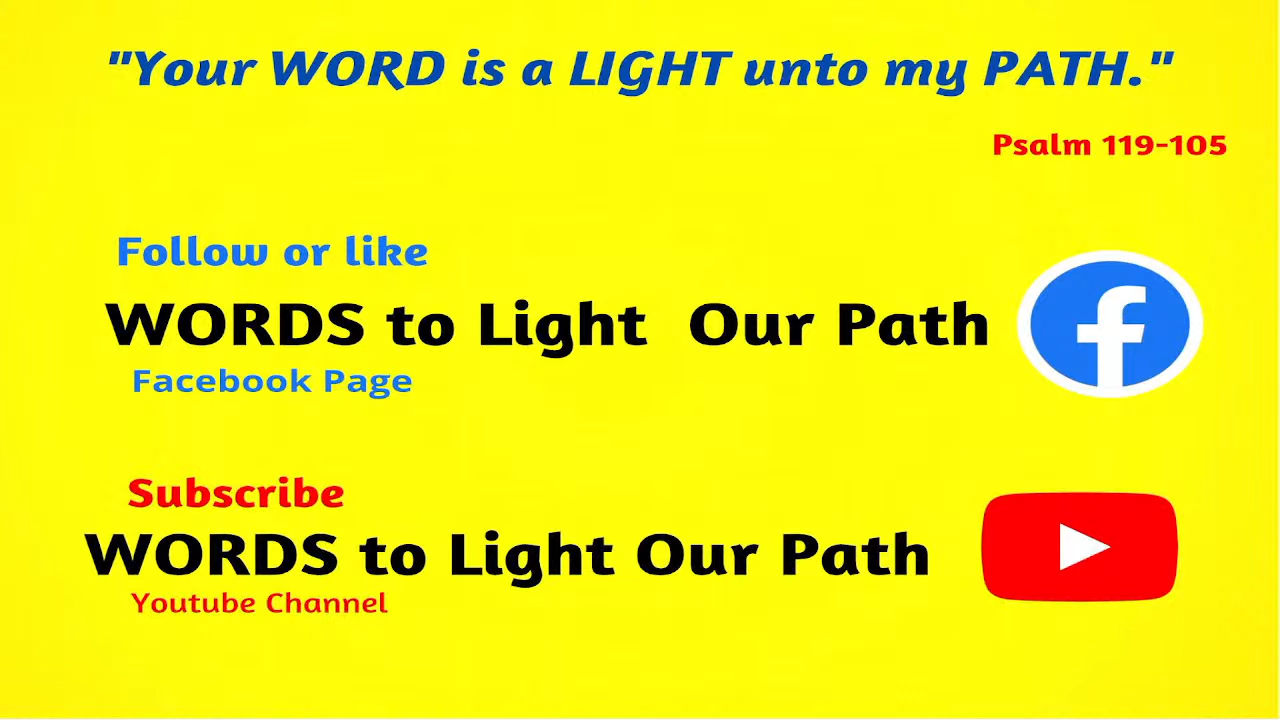 "Your WORD is a LIGHT unto my PATH."
Psalm 119-105
Follow or like
WORDS to Light Our Path
Facebook Page
Subscribe
WORDS to Light Our Path
Youtube Channel